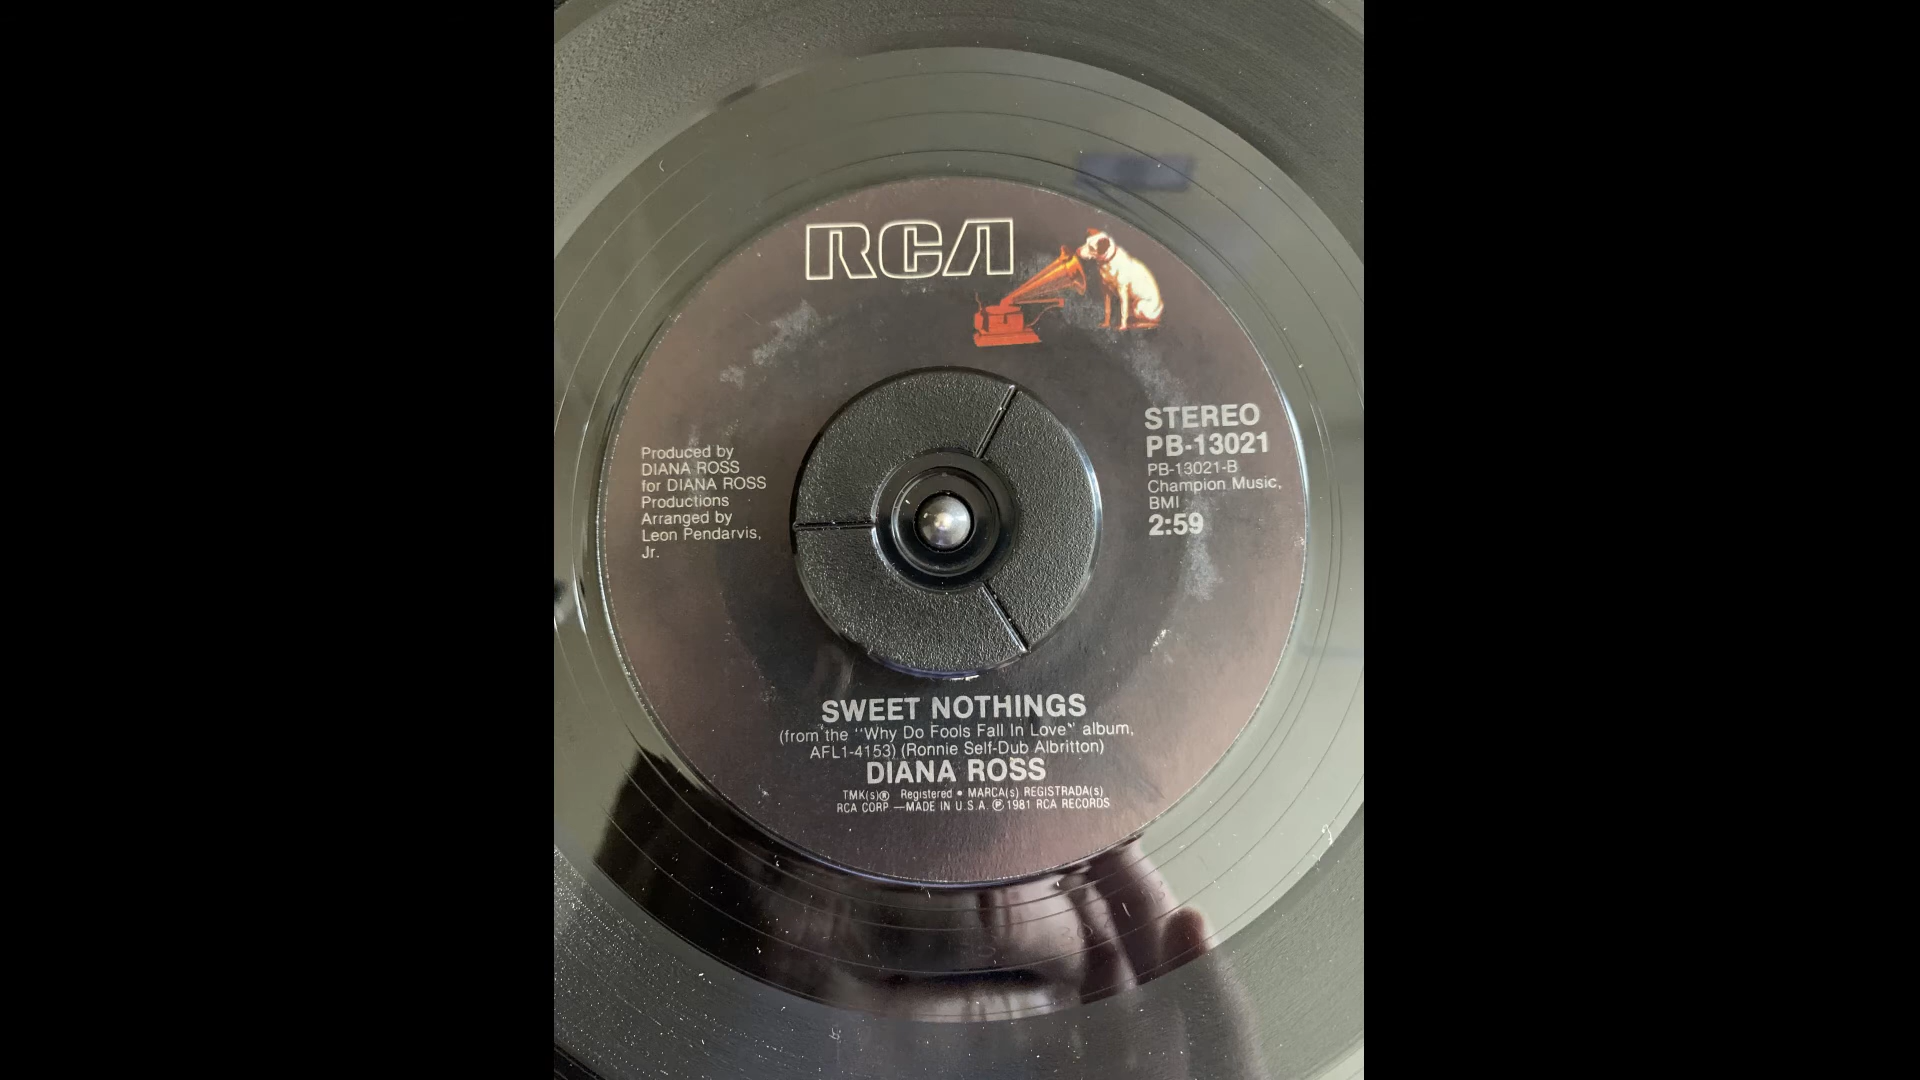 RCA
Produced by
DIANA ROSS
for DIANA ROSS
Productions
Arranged by
Leon Pendarvis,
Jr.
STEREO
PB-13021
PB-13021-B
Champion Music,
BMI
2:59
SWEET NOTHINGS
(from the "Why Do Fools Fall In Love" album,
AFL1-4153) (Ronnie Self-Dub Albritton)
DIANA ROSS
TMK(s)® Registered • MARCA(s) REGISTRADA(s)
RCA CORP —MADE IN U.S.A. ℗ 1981 RCA RECORDS